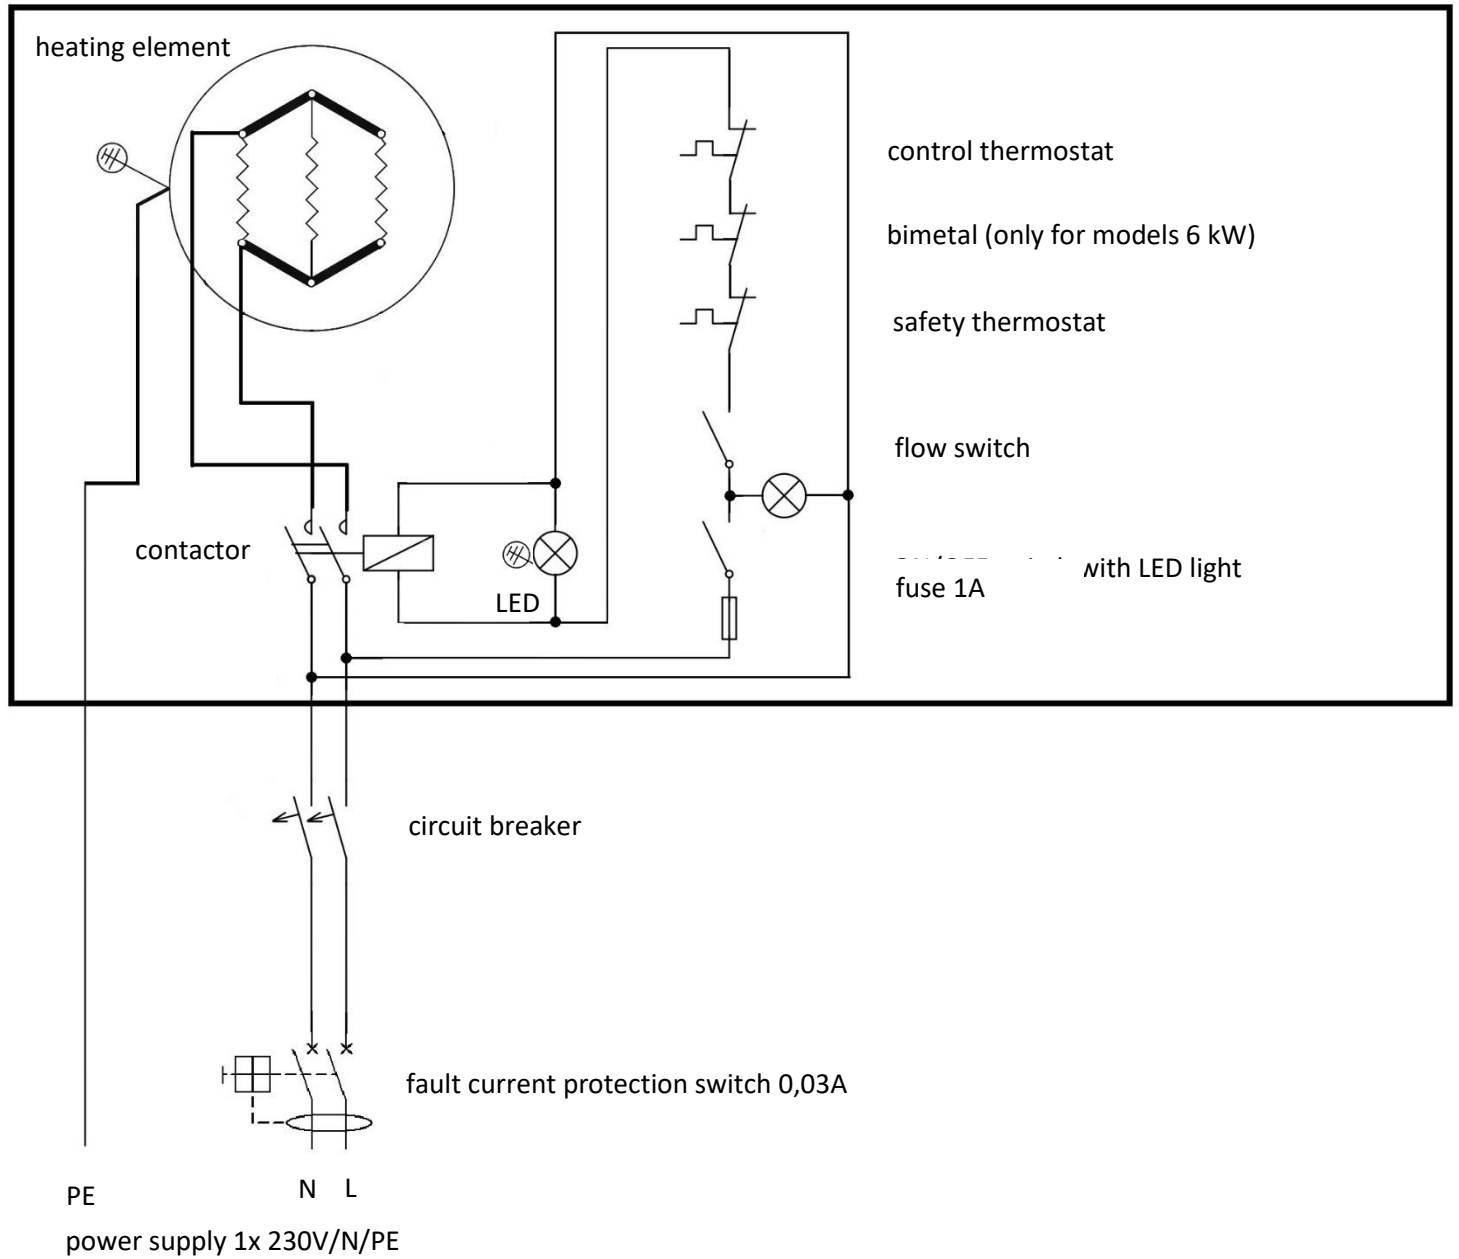 heating element
control thermostat
bimetal (only for models 6 kW)
safety thermostat
flow switch
contactor
with LED light
fuse 1A
LED
circuit breaker
fault current protection switch 0,03A
N L
PE
power supply 1x 230V/N/PE